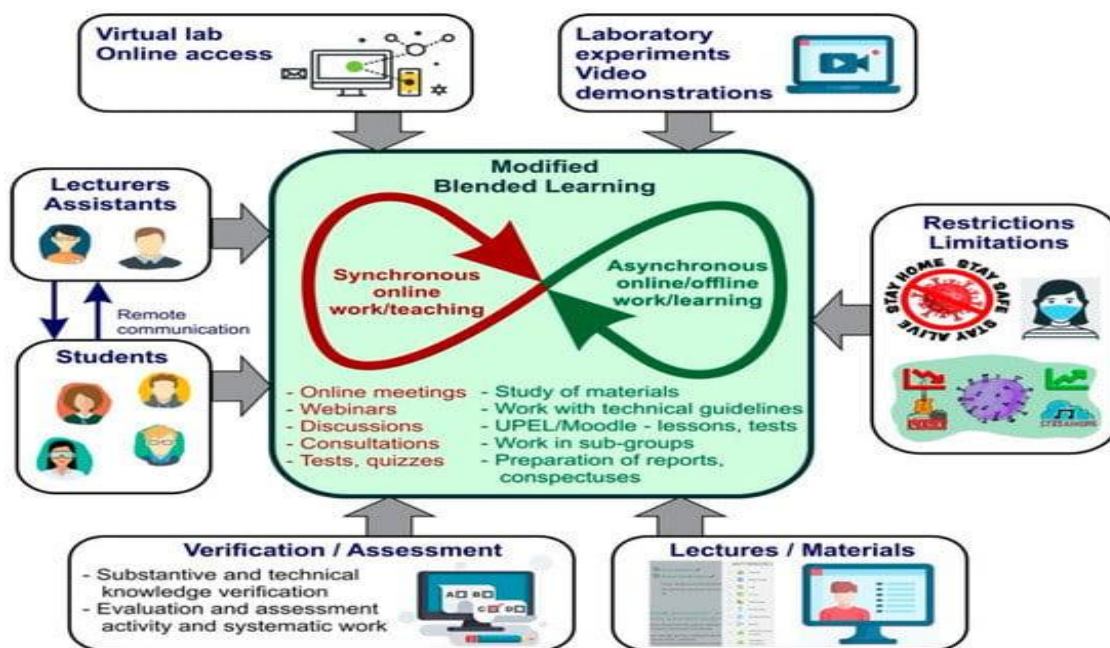 Virtual lab
Online access
Laboratory
experiments
Video
demonstrations
Lecturers
Assistants
Remote
communication
Students
Modified
Blended Learning
Synchronous
online
work/teaching
Asynchronous
online/offline
work/learning
- Online meetings
- Webinars
- Discussions
- Consultations
- Tests, quizzes
- Study of materials
- Work with technical guidelines
- UPEL/Moodle - lessons, tests
- Work in sub-groups
- Preparation of reports,
conspectuses
Restrictions
Limitations
STAY HOME STAY SAFE
STAY ALIVE
Verification / Assessment
- Substantive and technical
knowledge verification
- Evaluation and assessment
activity and systematic work
A B
C D
Lectures / Materials